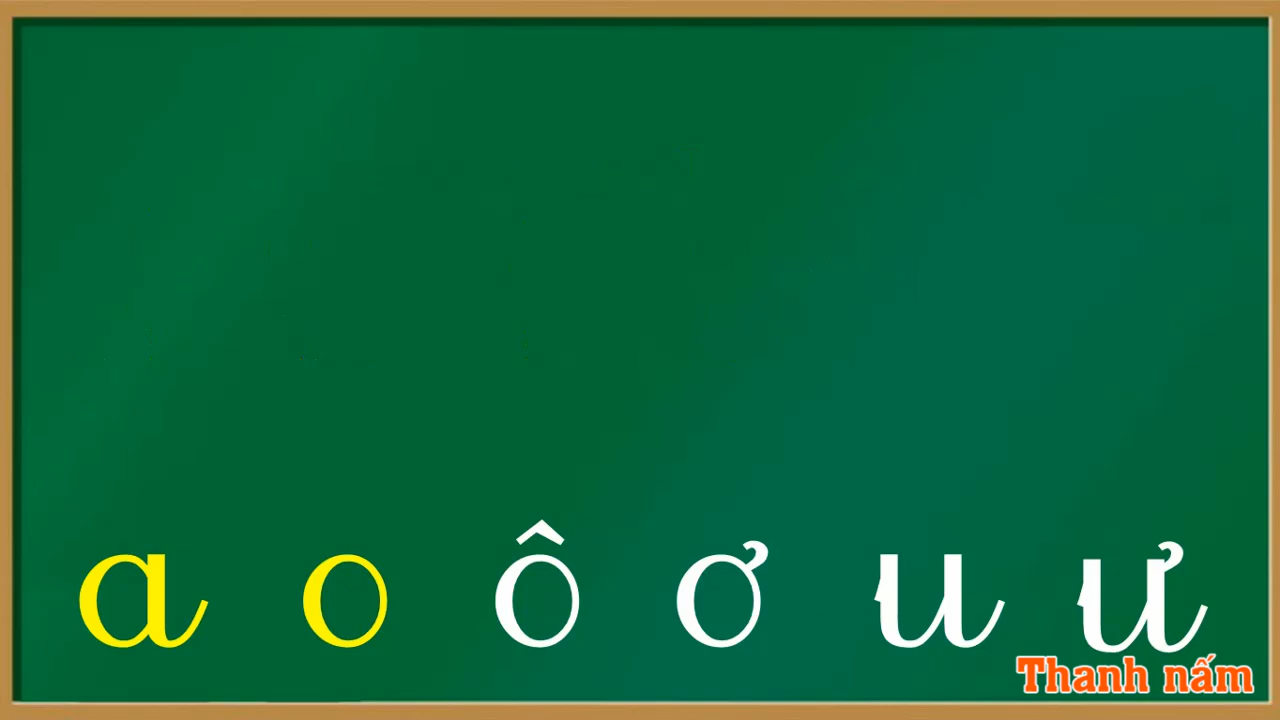 a o ô ơ u ư
Thanh nấm